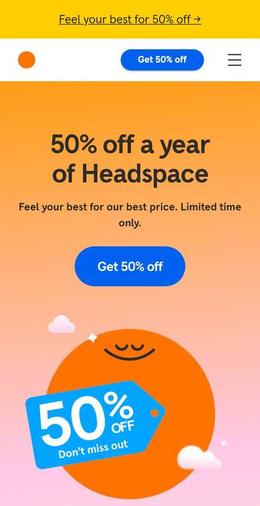 Feel your best for 50% off →
Get 50% off
50% off a year
of Headspace
Feel your best for our best price. Limited time
only.
Get 50% off
50%
OFF
Don't miss out